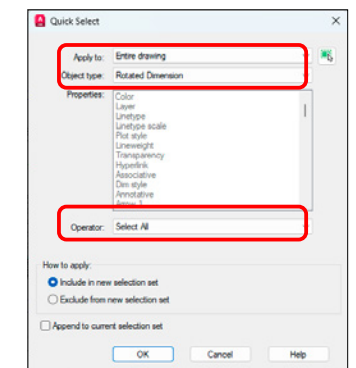 Quick Select
Apply to: Entire drawing
Object type: Rotated Dimension
Properties: Color
Layer
Linetype
Linetype scale
Plot style
Lineweight
Transparency
Hyperlink
Associative
Dim style
Annotative
Arrow 1
Operator: Select All
How to apply:
Include in new selection set
Exclude from new selection set
Append to current selection set
OK Cancel Help